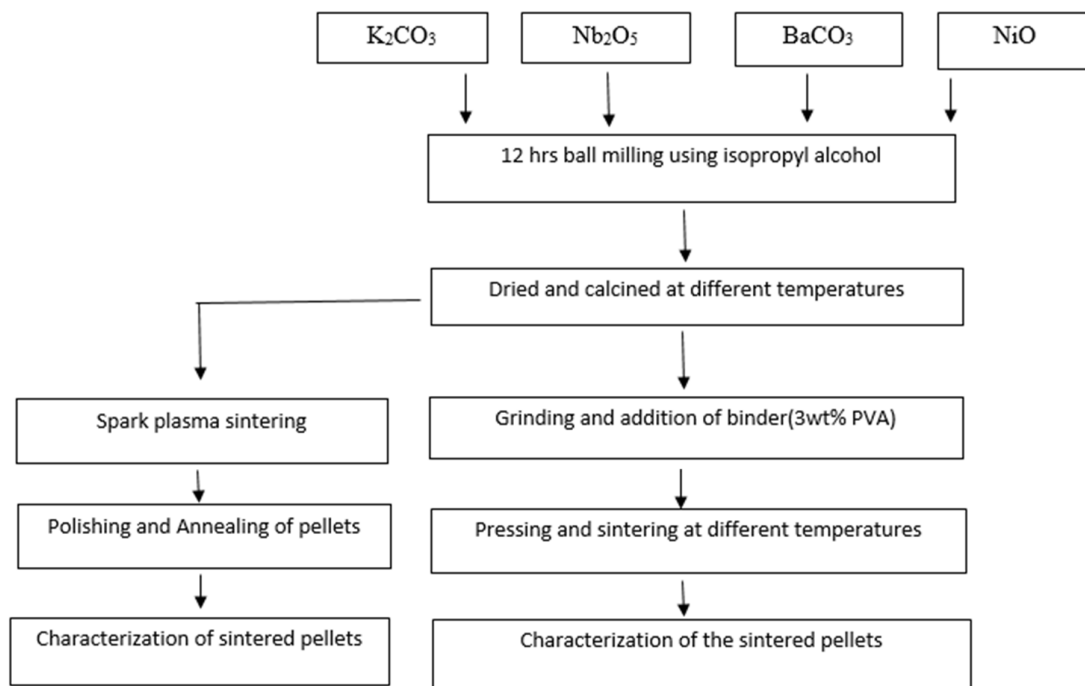 K₂CO₃
Nb₂O₅
BaCO₃
NiO
12 hrs ball milling using isopropyl alcohol
Dried and calcined at different temperatures
Spark plasma sintering
Grinding and addition of binder(3wt% PVA)
Polishing and Annealing of pellets
Pressing and sintering at different temperatures
Characterization of sintered pellets
Characterization of the sintered pellets